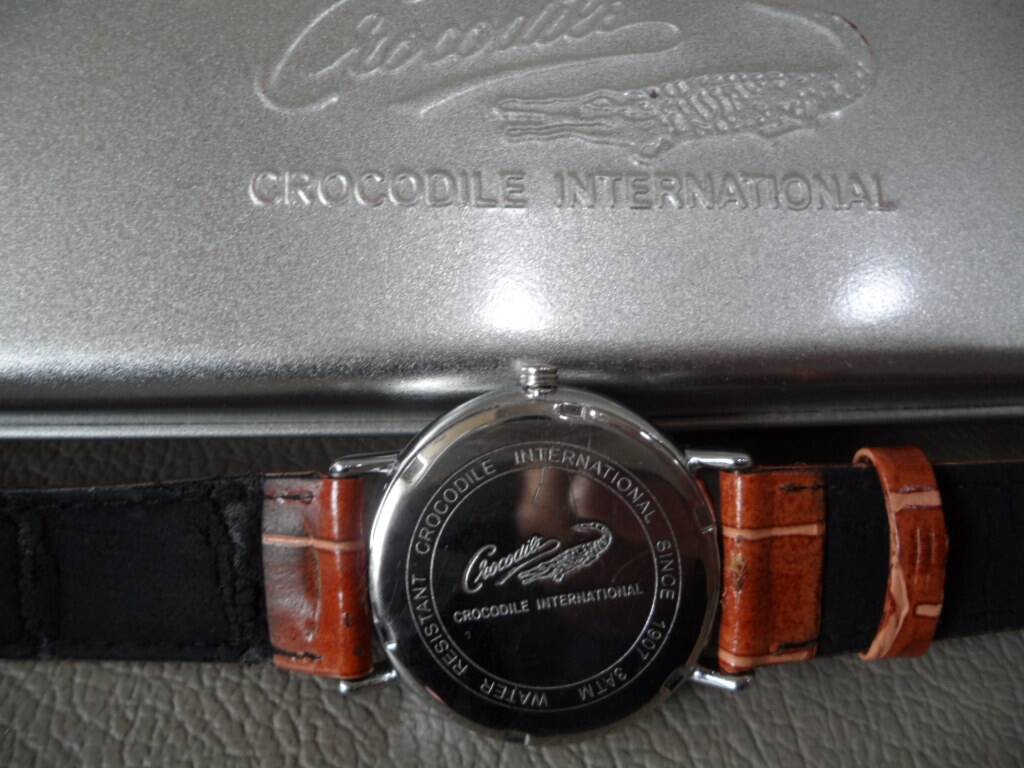 Crocodile
CROCODILE INTERNATIONAL
CROCODILE INTERNATIONAL SINCE 1907 3ATM WATER RESISTANT
Crocodile
CROCODILE INTERNATIONAL